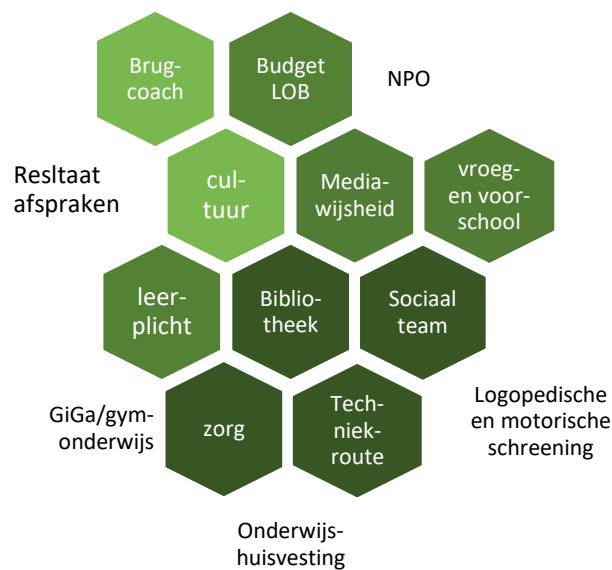 Brug-
coach
Budget
LOB
NPO
Resltaat
afspraken
cul-
tuur
Media-
wijsheid
vroeg-
en voor-
school
leer-
plicht
Biblio-
theek
Sociaal
team
GiGa/gym-
onderwijs
zorg
Tech-
niek-
route
Logopedische
en motorische
schreening
Onderwijs-
huisvesting